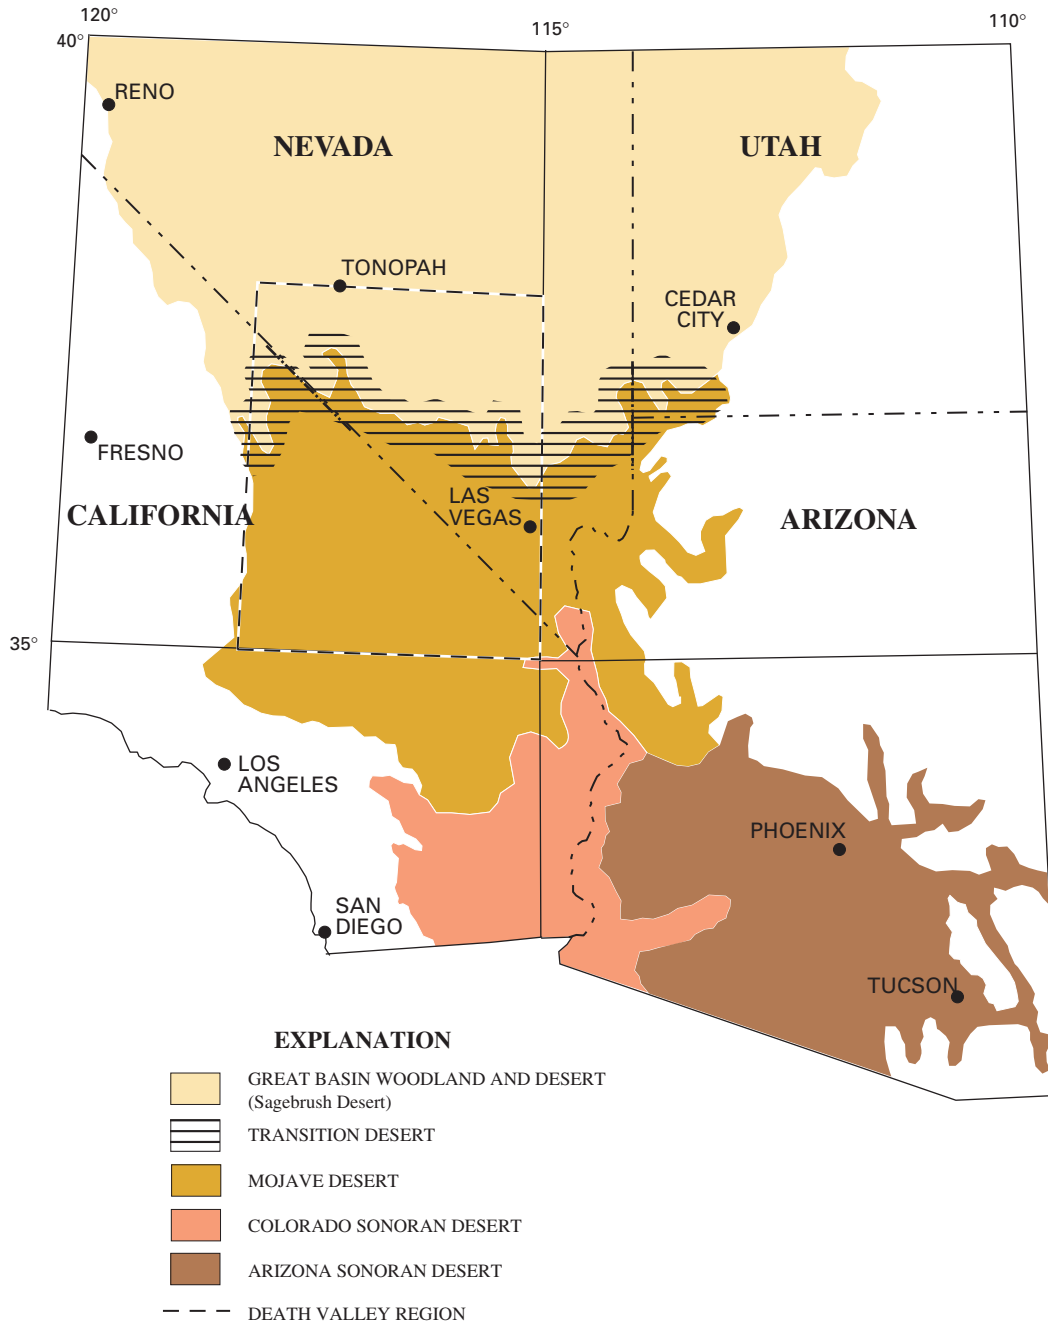 120°
115°
110°
40°
RENO
NEVADA
UTAH
TONOPAH
CEDAR
CITY
FRESNO
LAS
VEGAS
CALIFORNIA
ARIZONA
35°
LOS
ANGELES
PHOENIX
SAN
DIEGO
TUCSON
EXPLANATION
GREAT BASIN WOODLAND AND DESERT
(Sagebrush Desert)
TRANSITION DESERT
MOJAVE DESERT
COLORADO SONORAN DESERT
ARIZONA SONORAN DESERT
DEATH VALLEY REGION